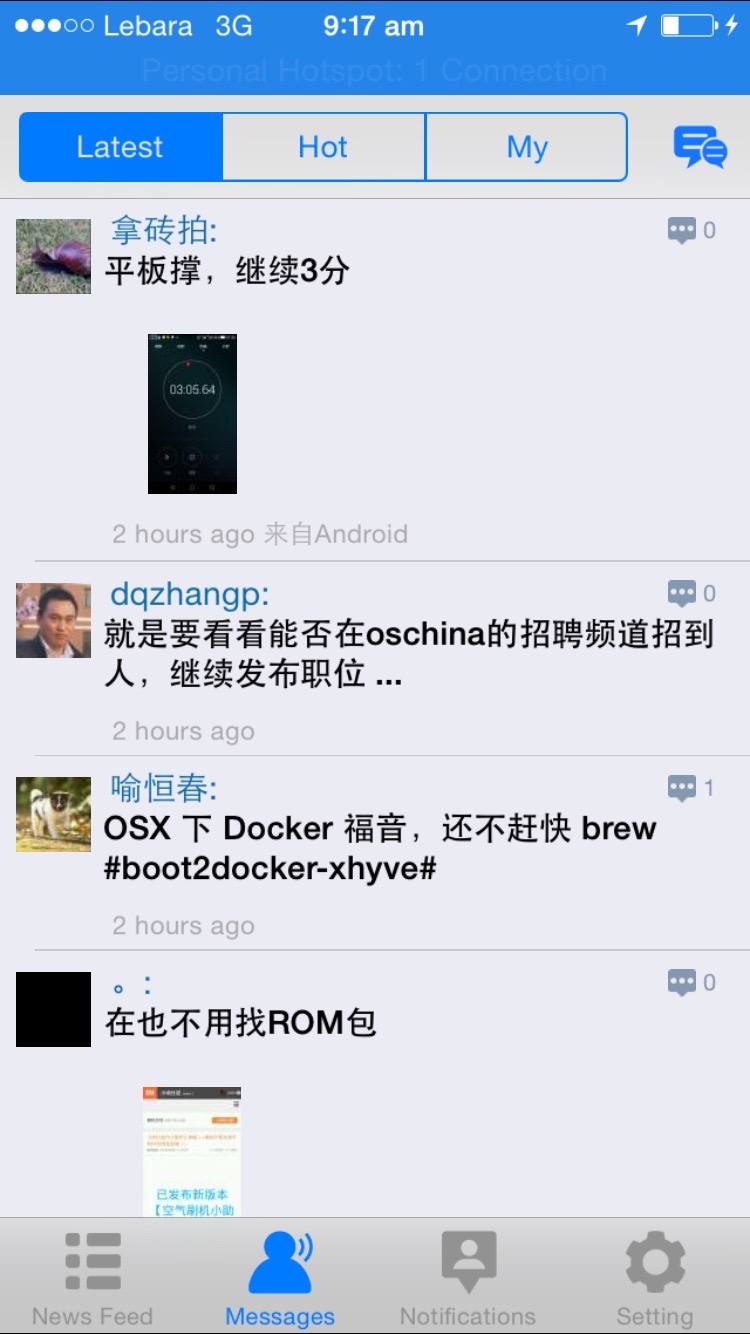 Lebara 3G 9:17 am
Personal Hotspot: 1 Connection
Latest Hot My
拿砖拍: 0
平板撑，继续3分
03:05.64
2 hours ago 来自Android
dqzhangp: 0
就是要看看能否在oschina的招聘频道招到
人，继续发布职位 ...
2 hours ago
喻恒春: 1
OSX 下 Docker 福音，还不赶快 brew
#boot2docker-xhyve#
2 hours ago
。: 0
在也不用找ROM包
已发布新版本
【空气刷机小助
News Feed Messages Notifications Setting